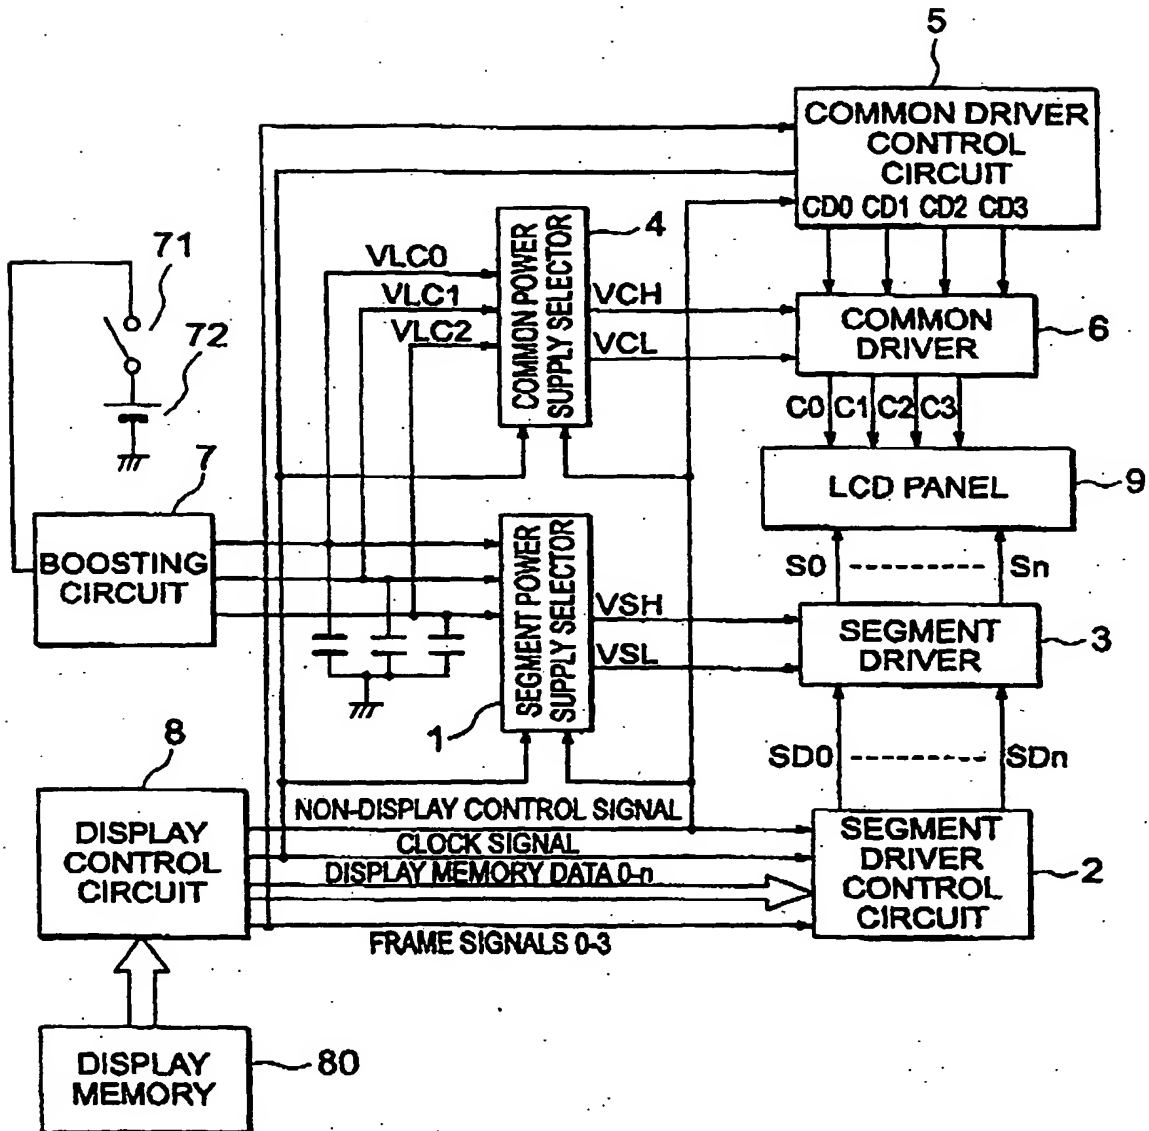 5
COMMON DRIVER
CONTROL
CIRCUIT
CD0 CD1 CD2 CD3
71
72
VLC0
VLC1
VLC2
COMMON POWER
SUPPLY SELECTOR
4
VCH
VCL
COMMON
DRIVER
6
C0 C1 C2 C3
LCD PANEL
9
7
BOOSTING
CIRCUIT
SEGMENT POWER
SUPPLY SELECTOR
1
VSH
VSL
S0 Sn
SEGMENT
DRIVER
3
SD0 SDn
8
DISPLAY
CONTROL
CIRCUIT
NON-DISPLAY CONTROL SIGNAL
CLOCK SIGNAL
DISPLAY MEMORY DATA 0-n
FRAME SIGNALS 0-3
SEGMENT
DRIVER
CONTROL
CIRCUIT
2
DISPLAY
MEMORY
80